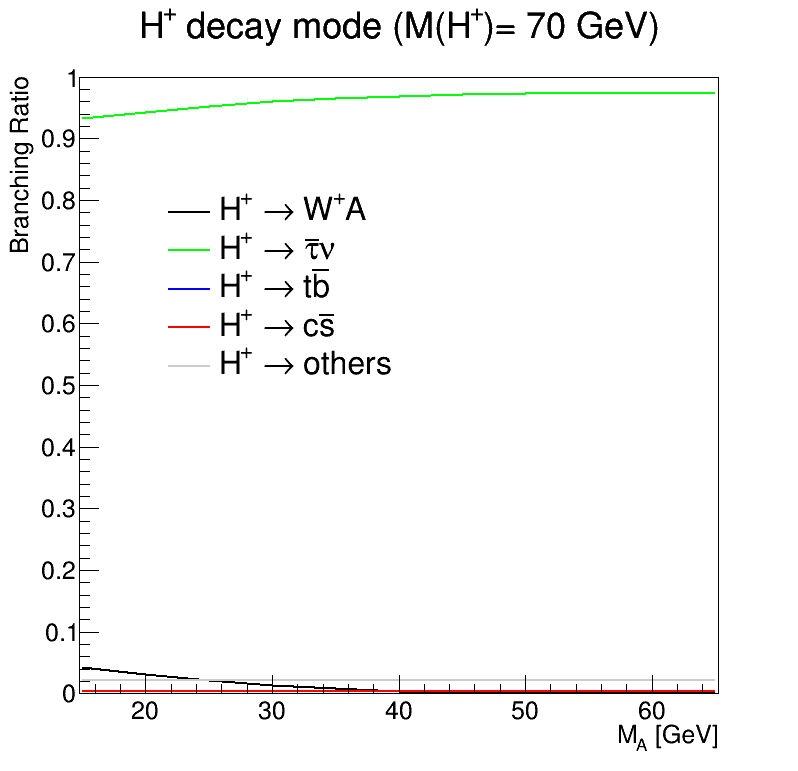 H⁺ decay mode (M(H⁺)= 70 GeV)
Branching Ratio
1
0.9
0.8
0.7
0.6
0.5
0.4
0.3
0.2
0.1
0
H⁺ → W⁺A
H⁺ → τ̅ν
H⁺ → tb̅
H⁺ → cs̅
H⁺ → others
20 30 40 50 60
M_A [GeV]